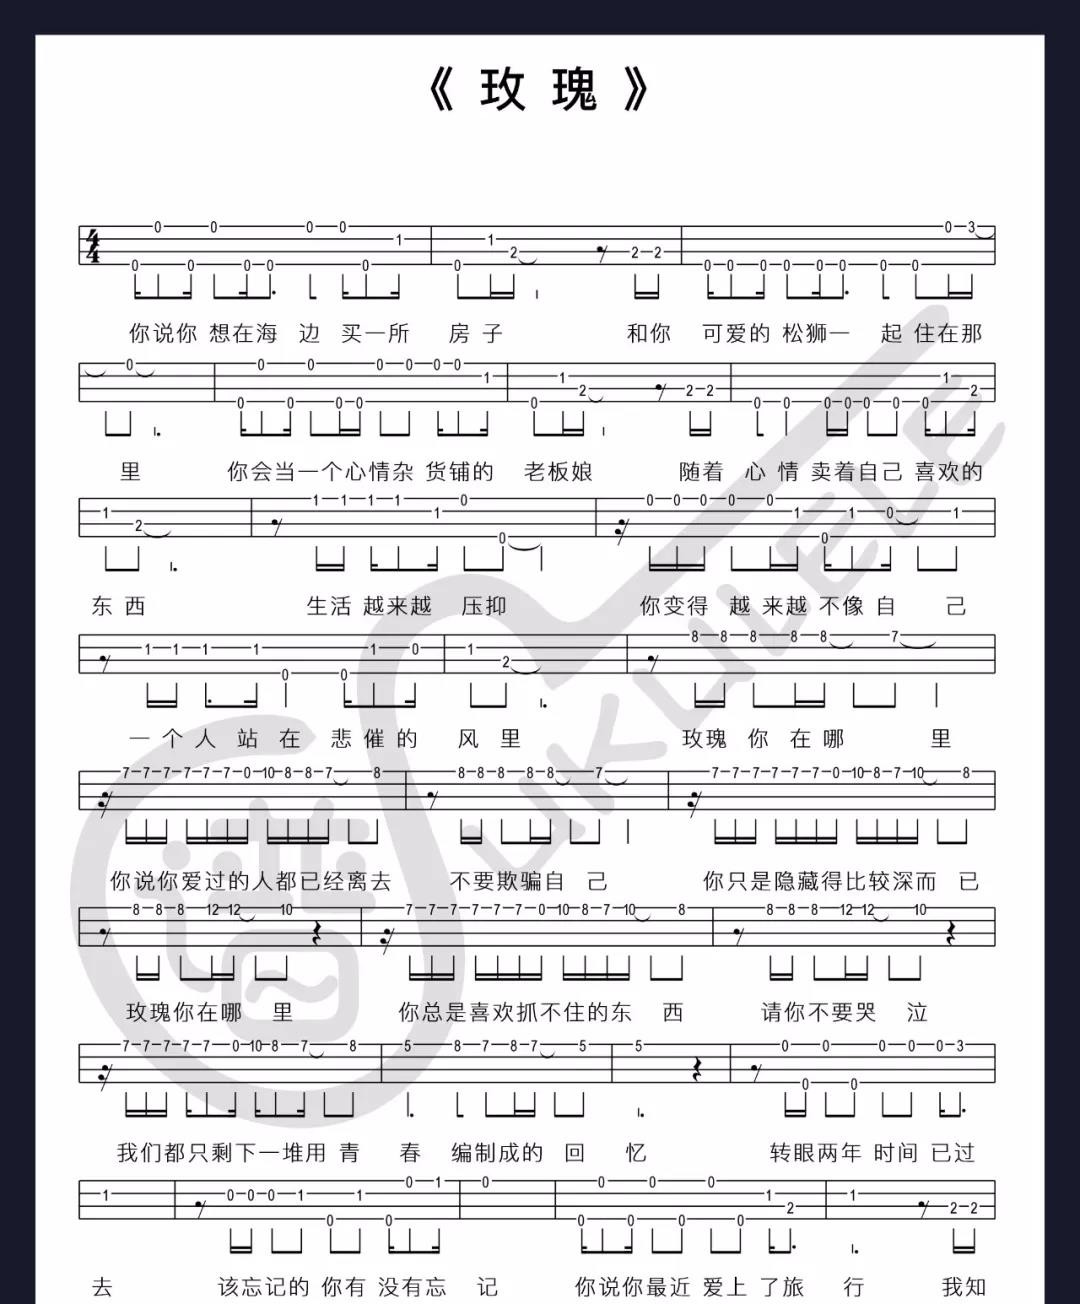 《玫瑰》
你说你 想在海 边 买一所 房子 和你 可爱的 松狮一 起 住在那
里 你会当一个心情杂 货铺的 老板娘 随着 心 情 卖着自己 喜欢的
东西 生活 越来越 压抑 你变得 越 来越 不像 自 己
一 个 人 站 在 悲 催 的 风 里 玫瑰 你 在 哪 里
你说你爱过的人都已经离去 不要欺骗自 己 你只是隐藏得比较深而 已
玫瑰你在哪 里 你总是喜欢抓不住的东 西 请你不要哭 泣
我们都只剩下一堆用 青 春 编制成的 回 忆 转眼两年 时间 已过
去 该忘记的 你有 没有忘 记 你说你最近 爱上 了旅 行 我知
UKULELE